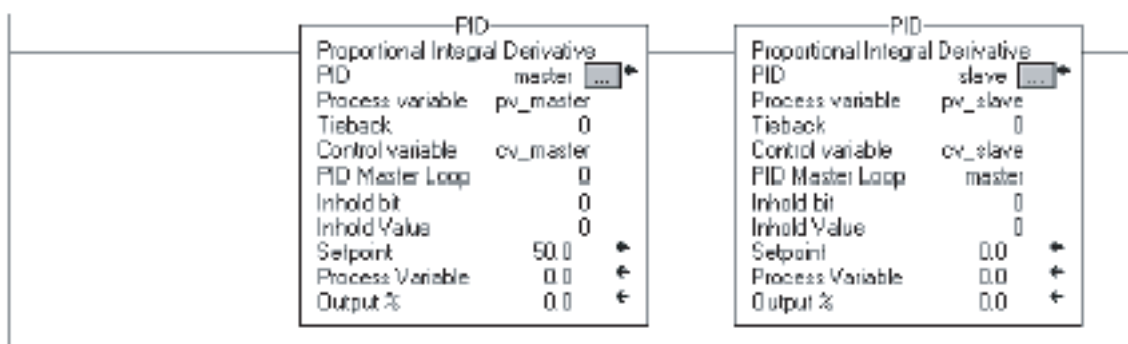 PID
Proportional Integral Derivative
PID master ...
Process variable pv_master
Tieback 0
Control variable cv_master
PID Master Loop 0
Inhold bit 0
Inhold Value 0
Setpoint 50.0
Process Variable 0.0
Output % 0.0
PID
Proportional Integral Derivative
PID slave ...
Process variable pv_slave
Tieback 0
Control variable cv_slave
PID Master Loop master
Inhold bit 0
Inhold Value 0
Setpoint 0.0
Process Variable 0.0
Output % 0.0